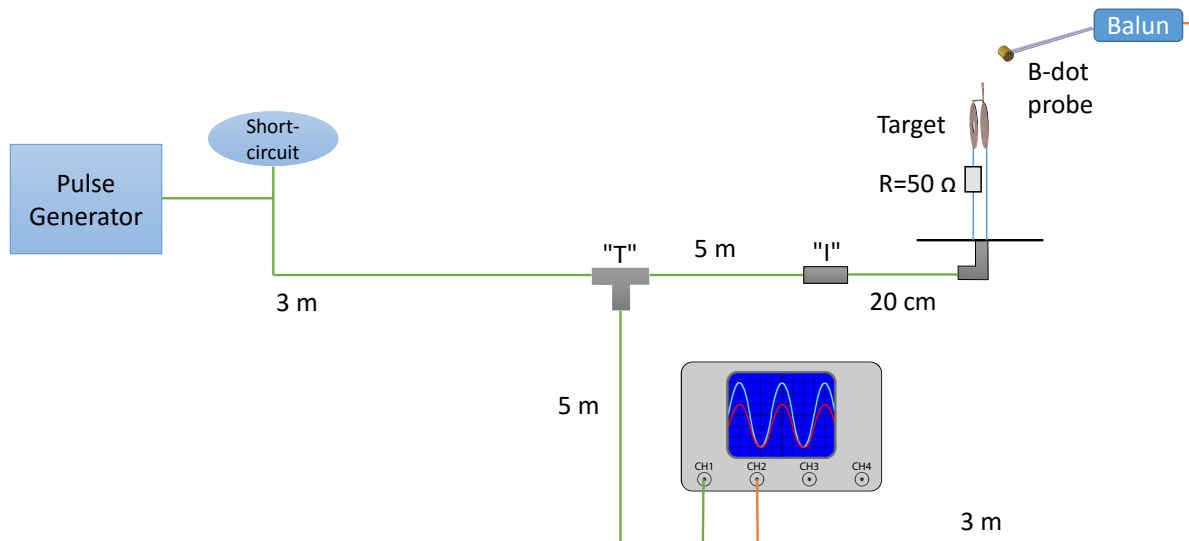 Balun
B-dot
probe
Short-
circuit
Target
Pulse
Generator
R=50 Ω
"T"
5 m
"I"
3 m
20 cm
5 m
CH1
CH2
CH3
CH4
3 m